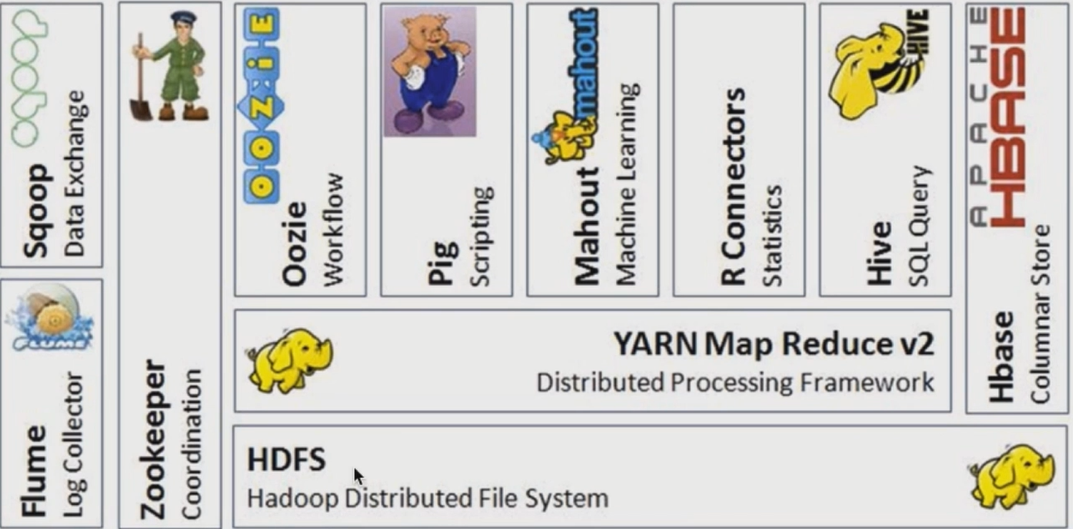 sqoop
Sqoop
Data Exchange
Flume
Flume
Log Collector
Zookeeper
Coordination
OOZIE
Oozie
Workflow
Pig
Scripting
mahout
Mahout
Machine Learning
R Connectors
Statistics
HIVE
Hive
SQL Query
APACHE
HBASE
Hbase
Columnar Store
YARN Map Reduce v2
Distributed Processing Framework
HDFS
Hadoop Distributed File System